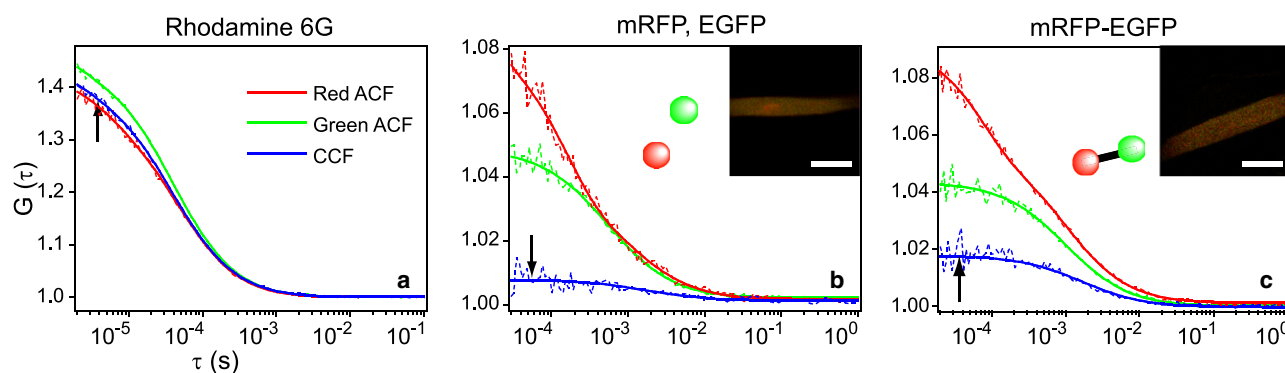 Rhodamine 6G
mRFP, EGFP
mRFP-EGFP
G (τ)
1.4
1.3
1.2
1.1
1.0
Red ACF
Green ACF
CCF
a
10⁻⁵
10⁻⁴
10⁻³
10⁻²
10⁻¹
τ (s)
1.08
1.06
1.04
1.02
1.00
b
10⁻⁴
10⁻³
10⁻²
10⁻¹
10⁰
1.08
1.06
1.04
1.02
1.00
c
10⁻⁴
10⁻³
10⁻²
10⁻¹
10⁰